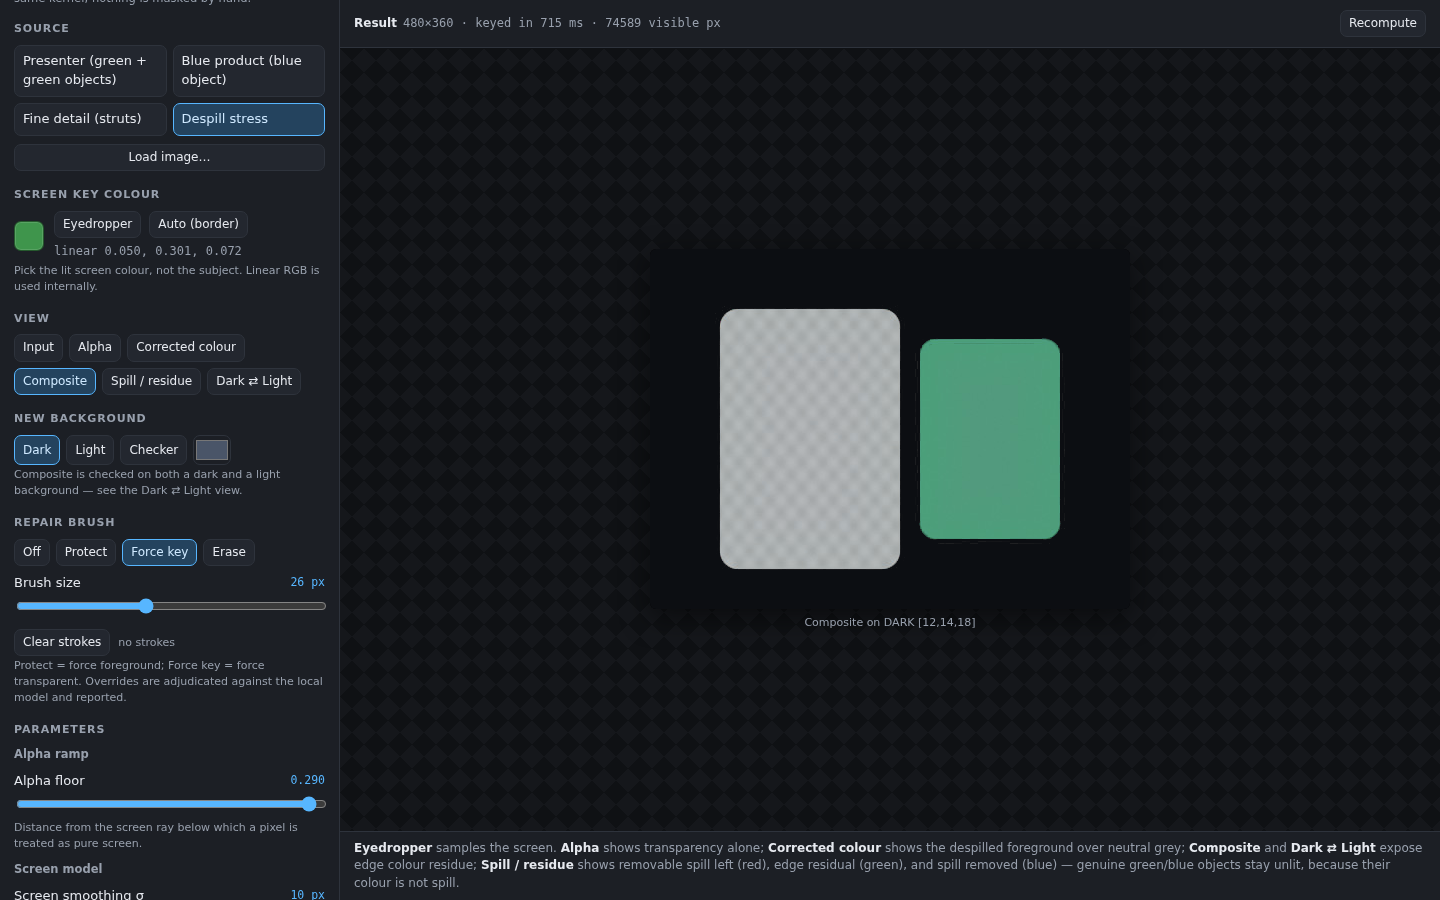 SOURCE
Presenter (green +
green objects)
Blue product (blue
object)
Fine detail (struts)
Despill stress
Load image…
SCREEN KEY COLOUR
Eyedropper
Auto (border)
linear 0.050, 0.301, 0.072
Pick the lit screen colour, not the subject. Linear RGB is
used internally.
VIEW
Input
Alpha
Corrected colour
Composite
Spill / residue
Dark ⇄ Light
NEW BACKGROUND
Dark
Light
Checker
Composite is checked on both a dark and a light
background — see the Dark ⇄ Light view.
REPAIR BRUSH
Off
Protect
Force key
Erase
Brush size 26 px
Clear strokes no strokes
Protect = force foreground; Force key = force
transparent. Overrides are adjudicated against the local
model and reported.
PARAMETERS
Alpha ramp
Alpha floor 0.290
Distance from the screen ray below which a pixel is
treated as pure screen.
Screen model
Screen smoothing σ 10 px
Result 480×360 · keyed in 715 ms · 74589 visible px
Recompute
Composite on DARK [12,14,18]
Eyedropper samples the screen. Alpha shows transparency alone; Corrected colour shows the despilled foreground over neutral grey; Composite and Dark ⇄ Light expose
edge colour residue; Spill / residue shows removable spill left (red), edge residual (green), and spill removed (blue) — genuine green/blue objects stay unlit, because their
colour is not spill.